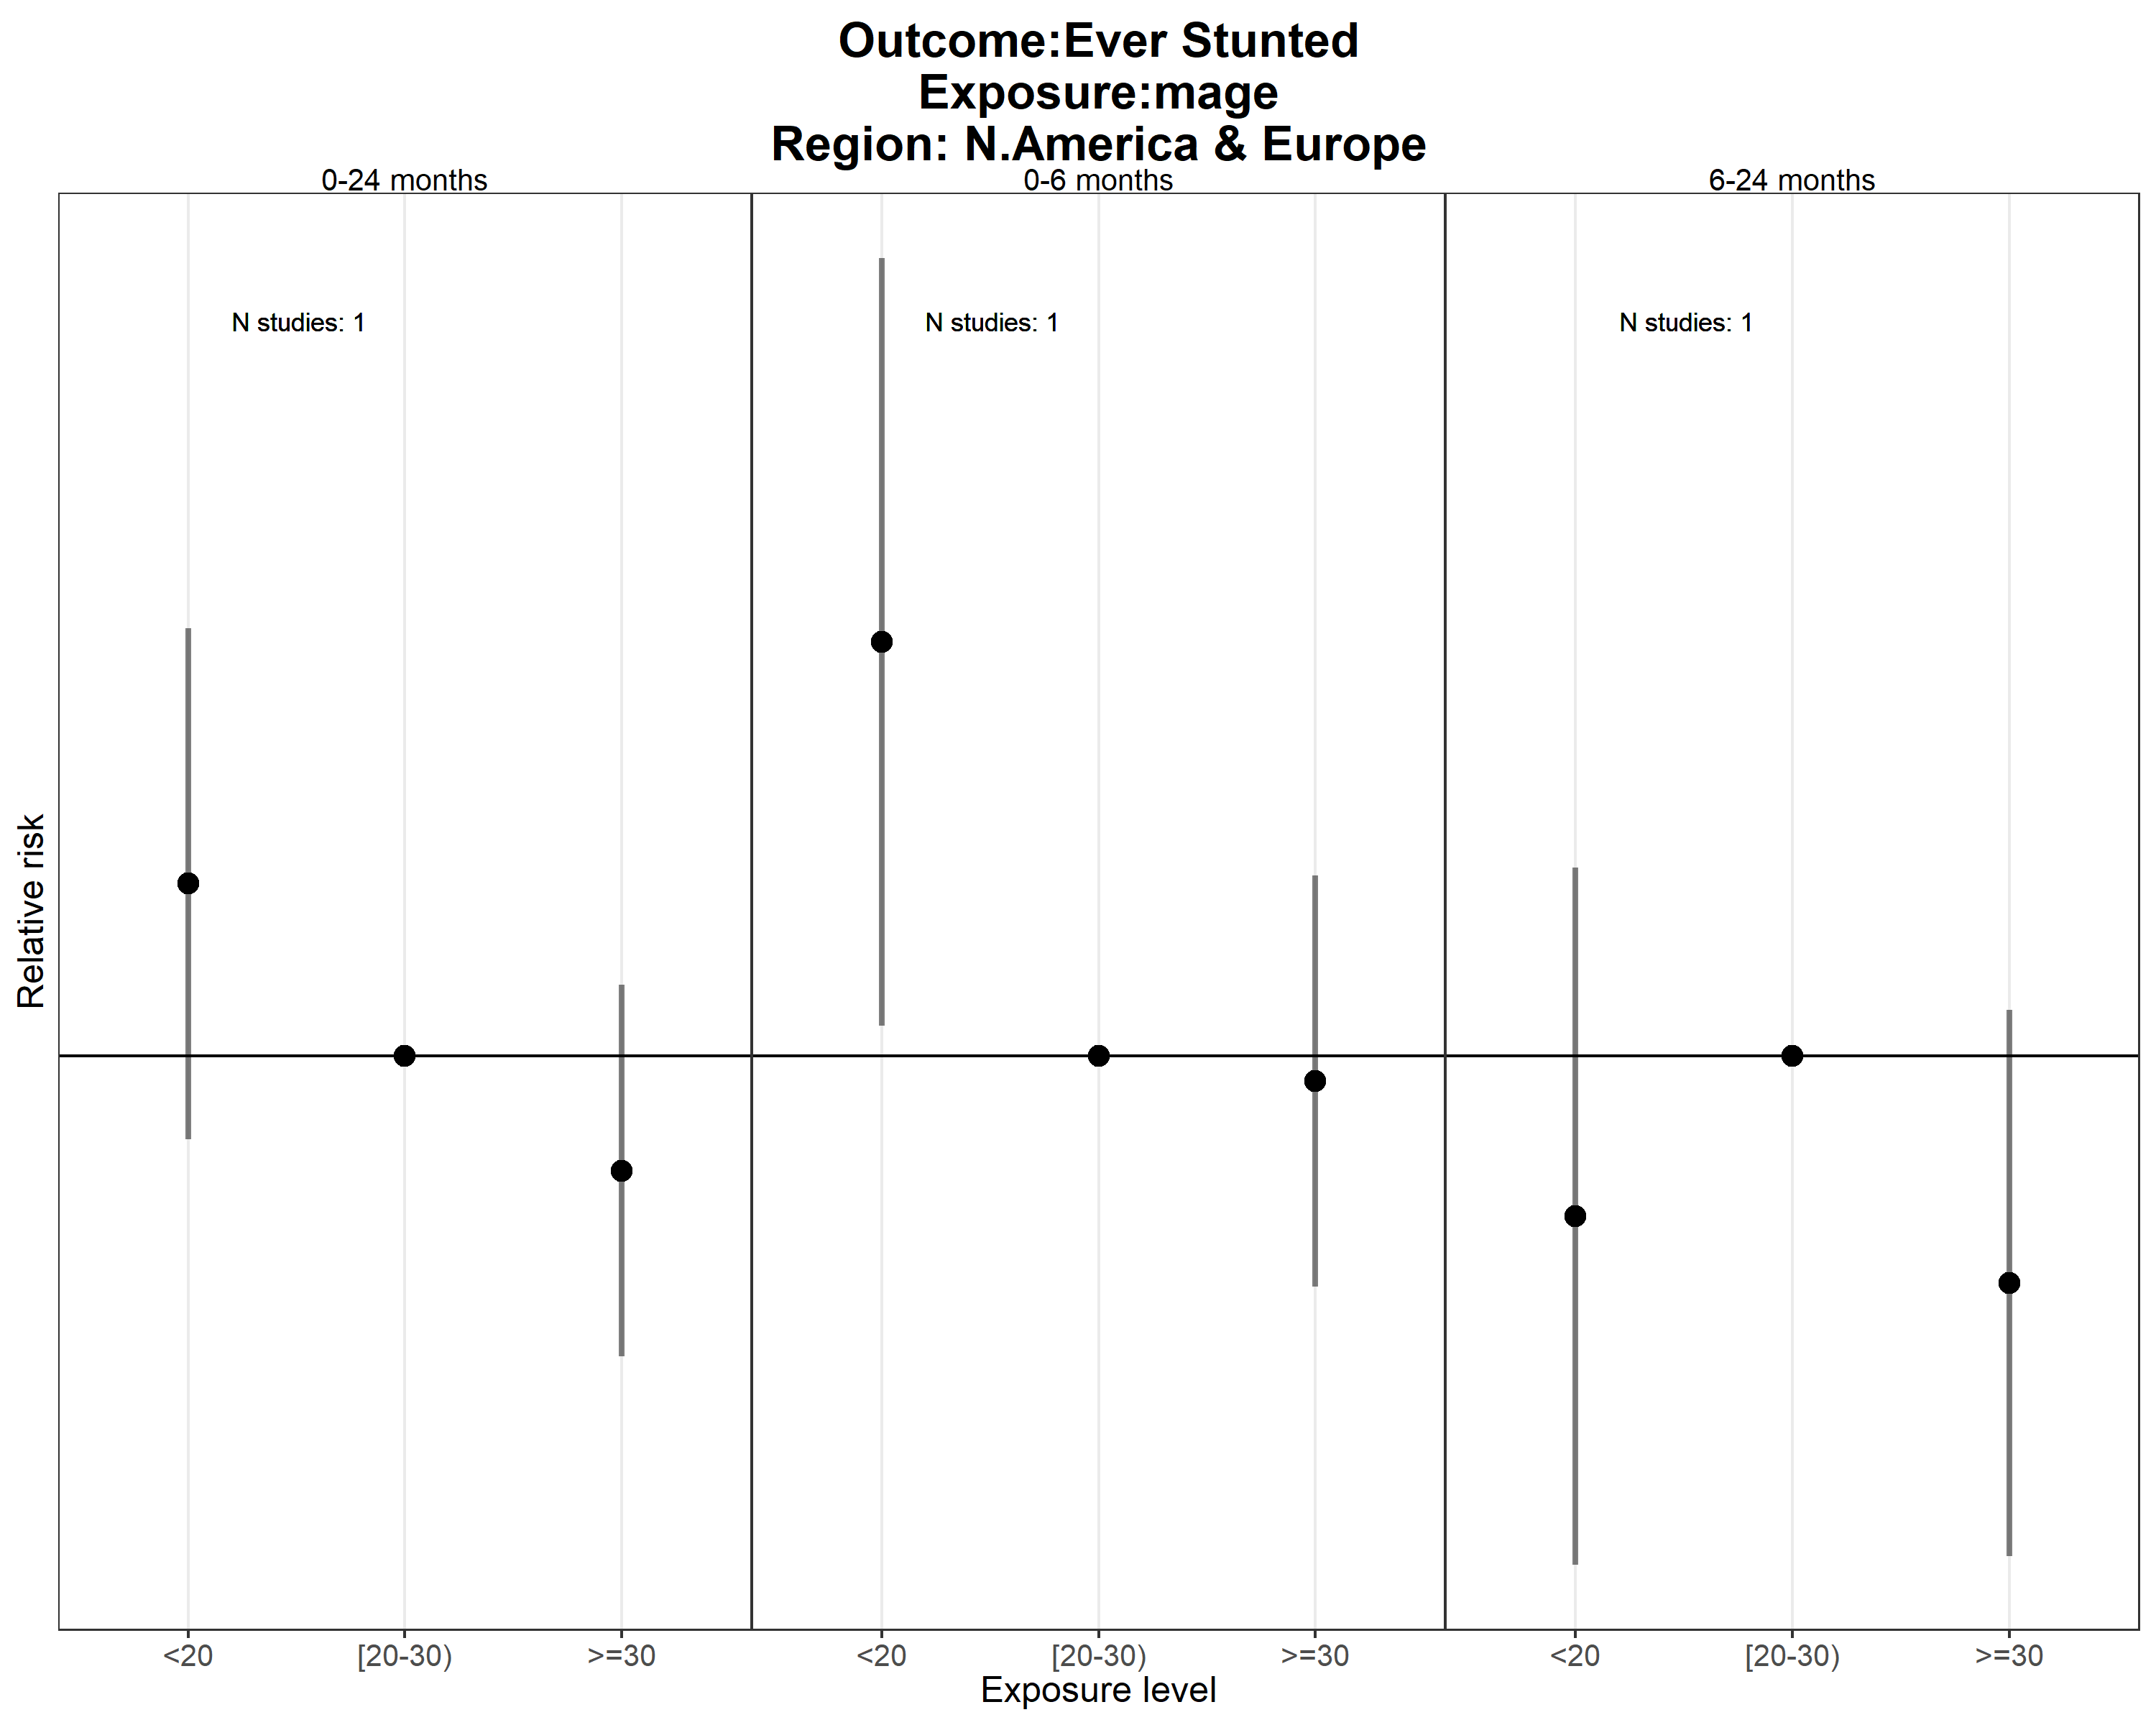 Outcome:Ever Stunted
Exposure:mage
Region: N.America & Europe
0-24 months 0-6 months 6-24 months
N studies: 1 N studies: 1 N studies: 1
Relative risk
<20 [20-30) >=30 <20 [20-30) >=30 <20 [20-30) >=30
Exposure level